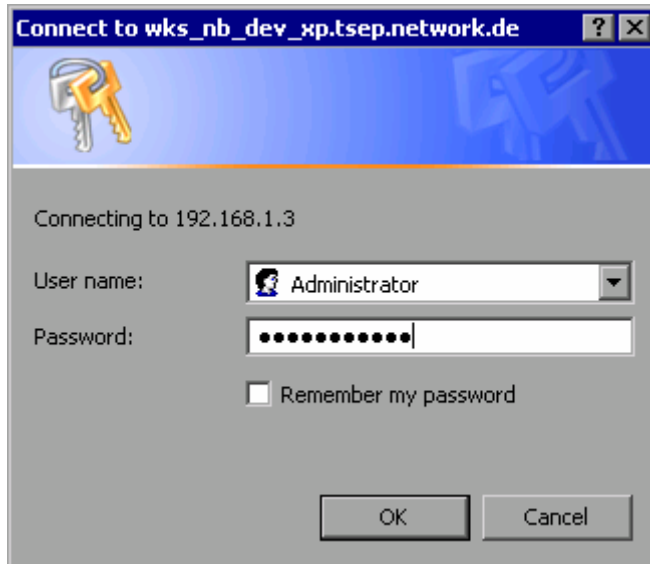 Connect to wks_nb_dev_xp.tsep.network.de
Connecting to 192.168.1.3
User name: Administrator
Password: ●●●●●●●●●●●
Remember my password
OK Cancel